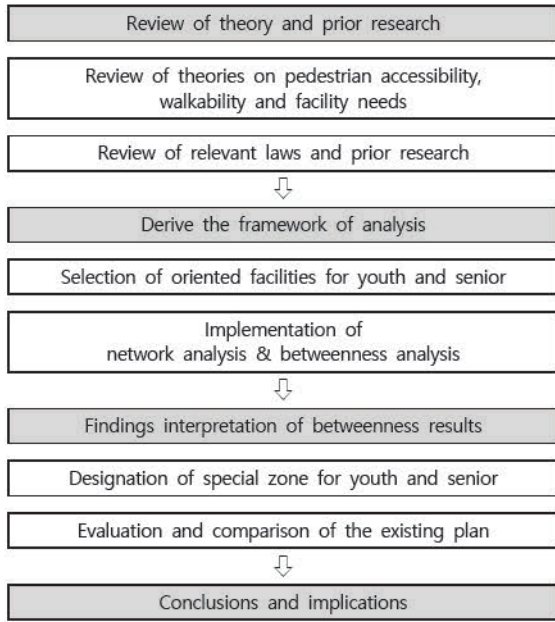 Review of theory and prior research
Review of theories on pedestrian accessibility,
walkability and facility needs
Review of relevant laws and prior research
Derive the framework of analysis
Selection of oriented facilities for youth and senior
Implementation of
network analysis & betweenness analysis
Findings interpretation of betweenness results
Designation of special zone for youth and senior
Evaluation and comparison of the existing plan
Conclusions and implications